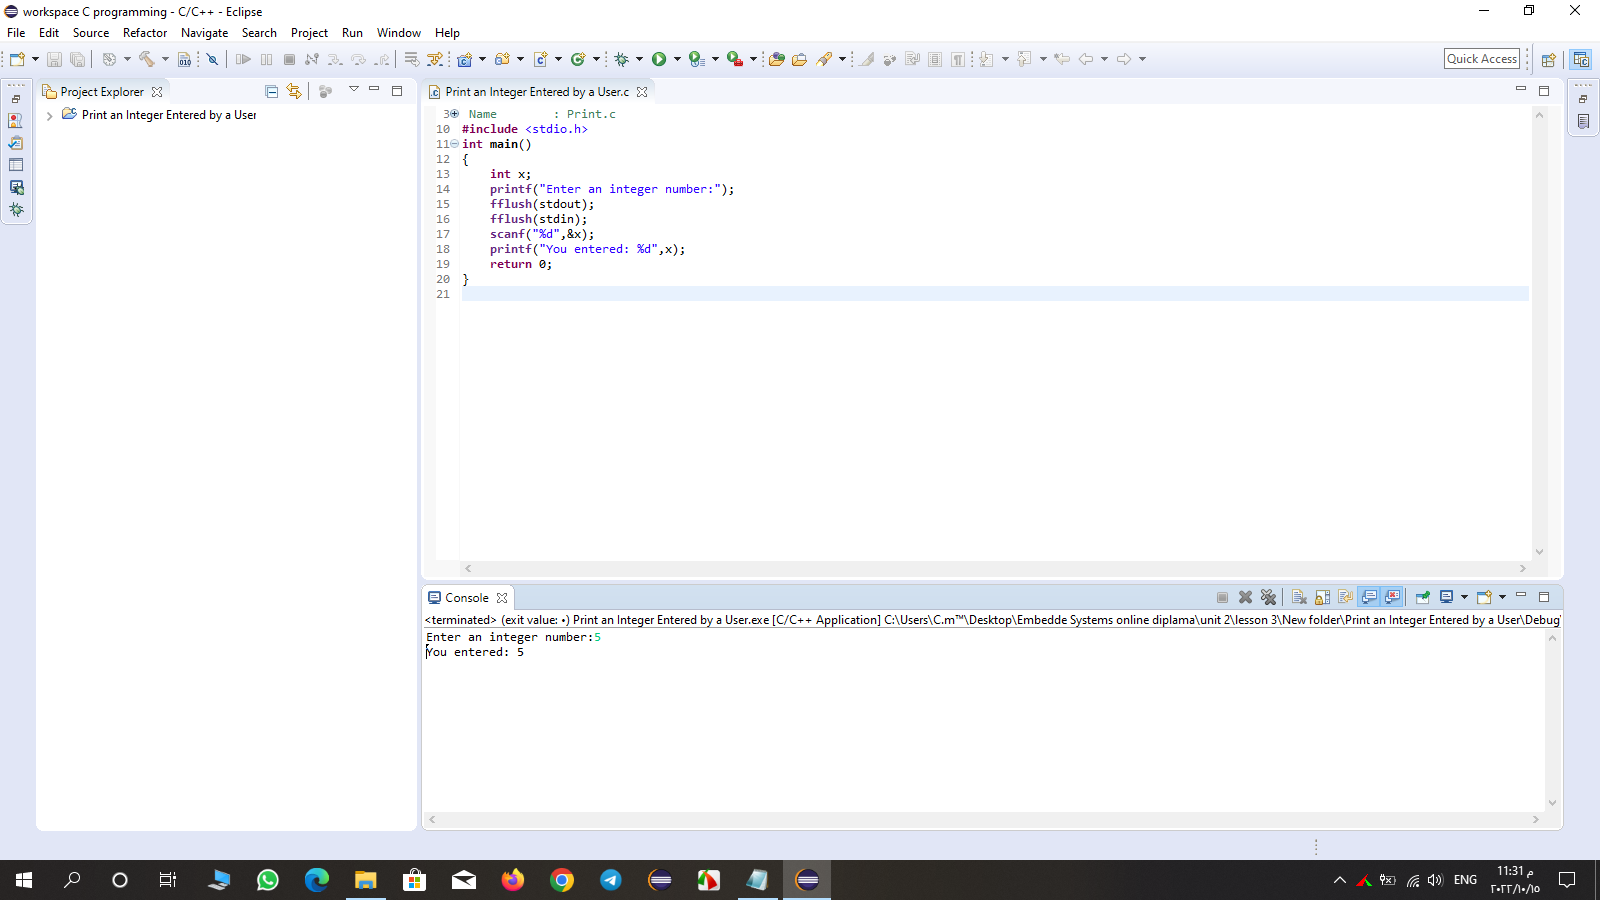 workspace C programming - C/C++ - Eclipse
File Edit Source Refactor Navigate Search Project Run Window Help
Quick Access
Project Explorer
Print an Integer Entered by a User
Print an Integer Entered by a User.c
3 Name : Print.c
10 #include <stdio.h>
11 int main()
12 {
13 int x;
14 printf("Enter an integer number:");
15 fflush(stdout);
16 fflush(stdin);
17 scanf("%d",&x);
18 printf("You entered: %d",x);
19 return 0;
20 }
21
Console
<terminated> (exit value: ٠) Print an Integer Entered by a User.exe [C/C++ Application] C:\Users\C.m™\Desktop\Embedde Systems online diplama\unit 2\lesson 3\New folder\Print an Integer Entered by a User\Debug\
Enter an integer number:5
You entered: 5
ENG
11:31 م
٢٠٢٢/١٠/١٥